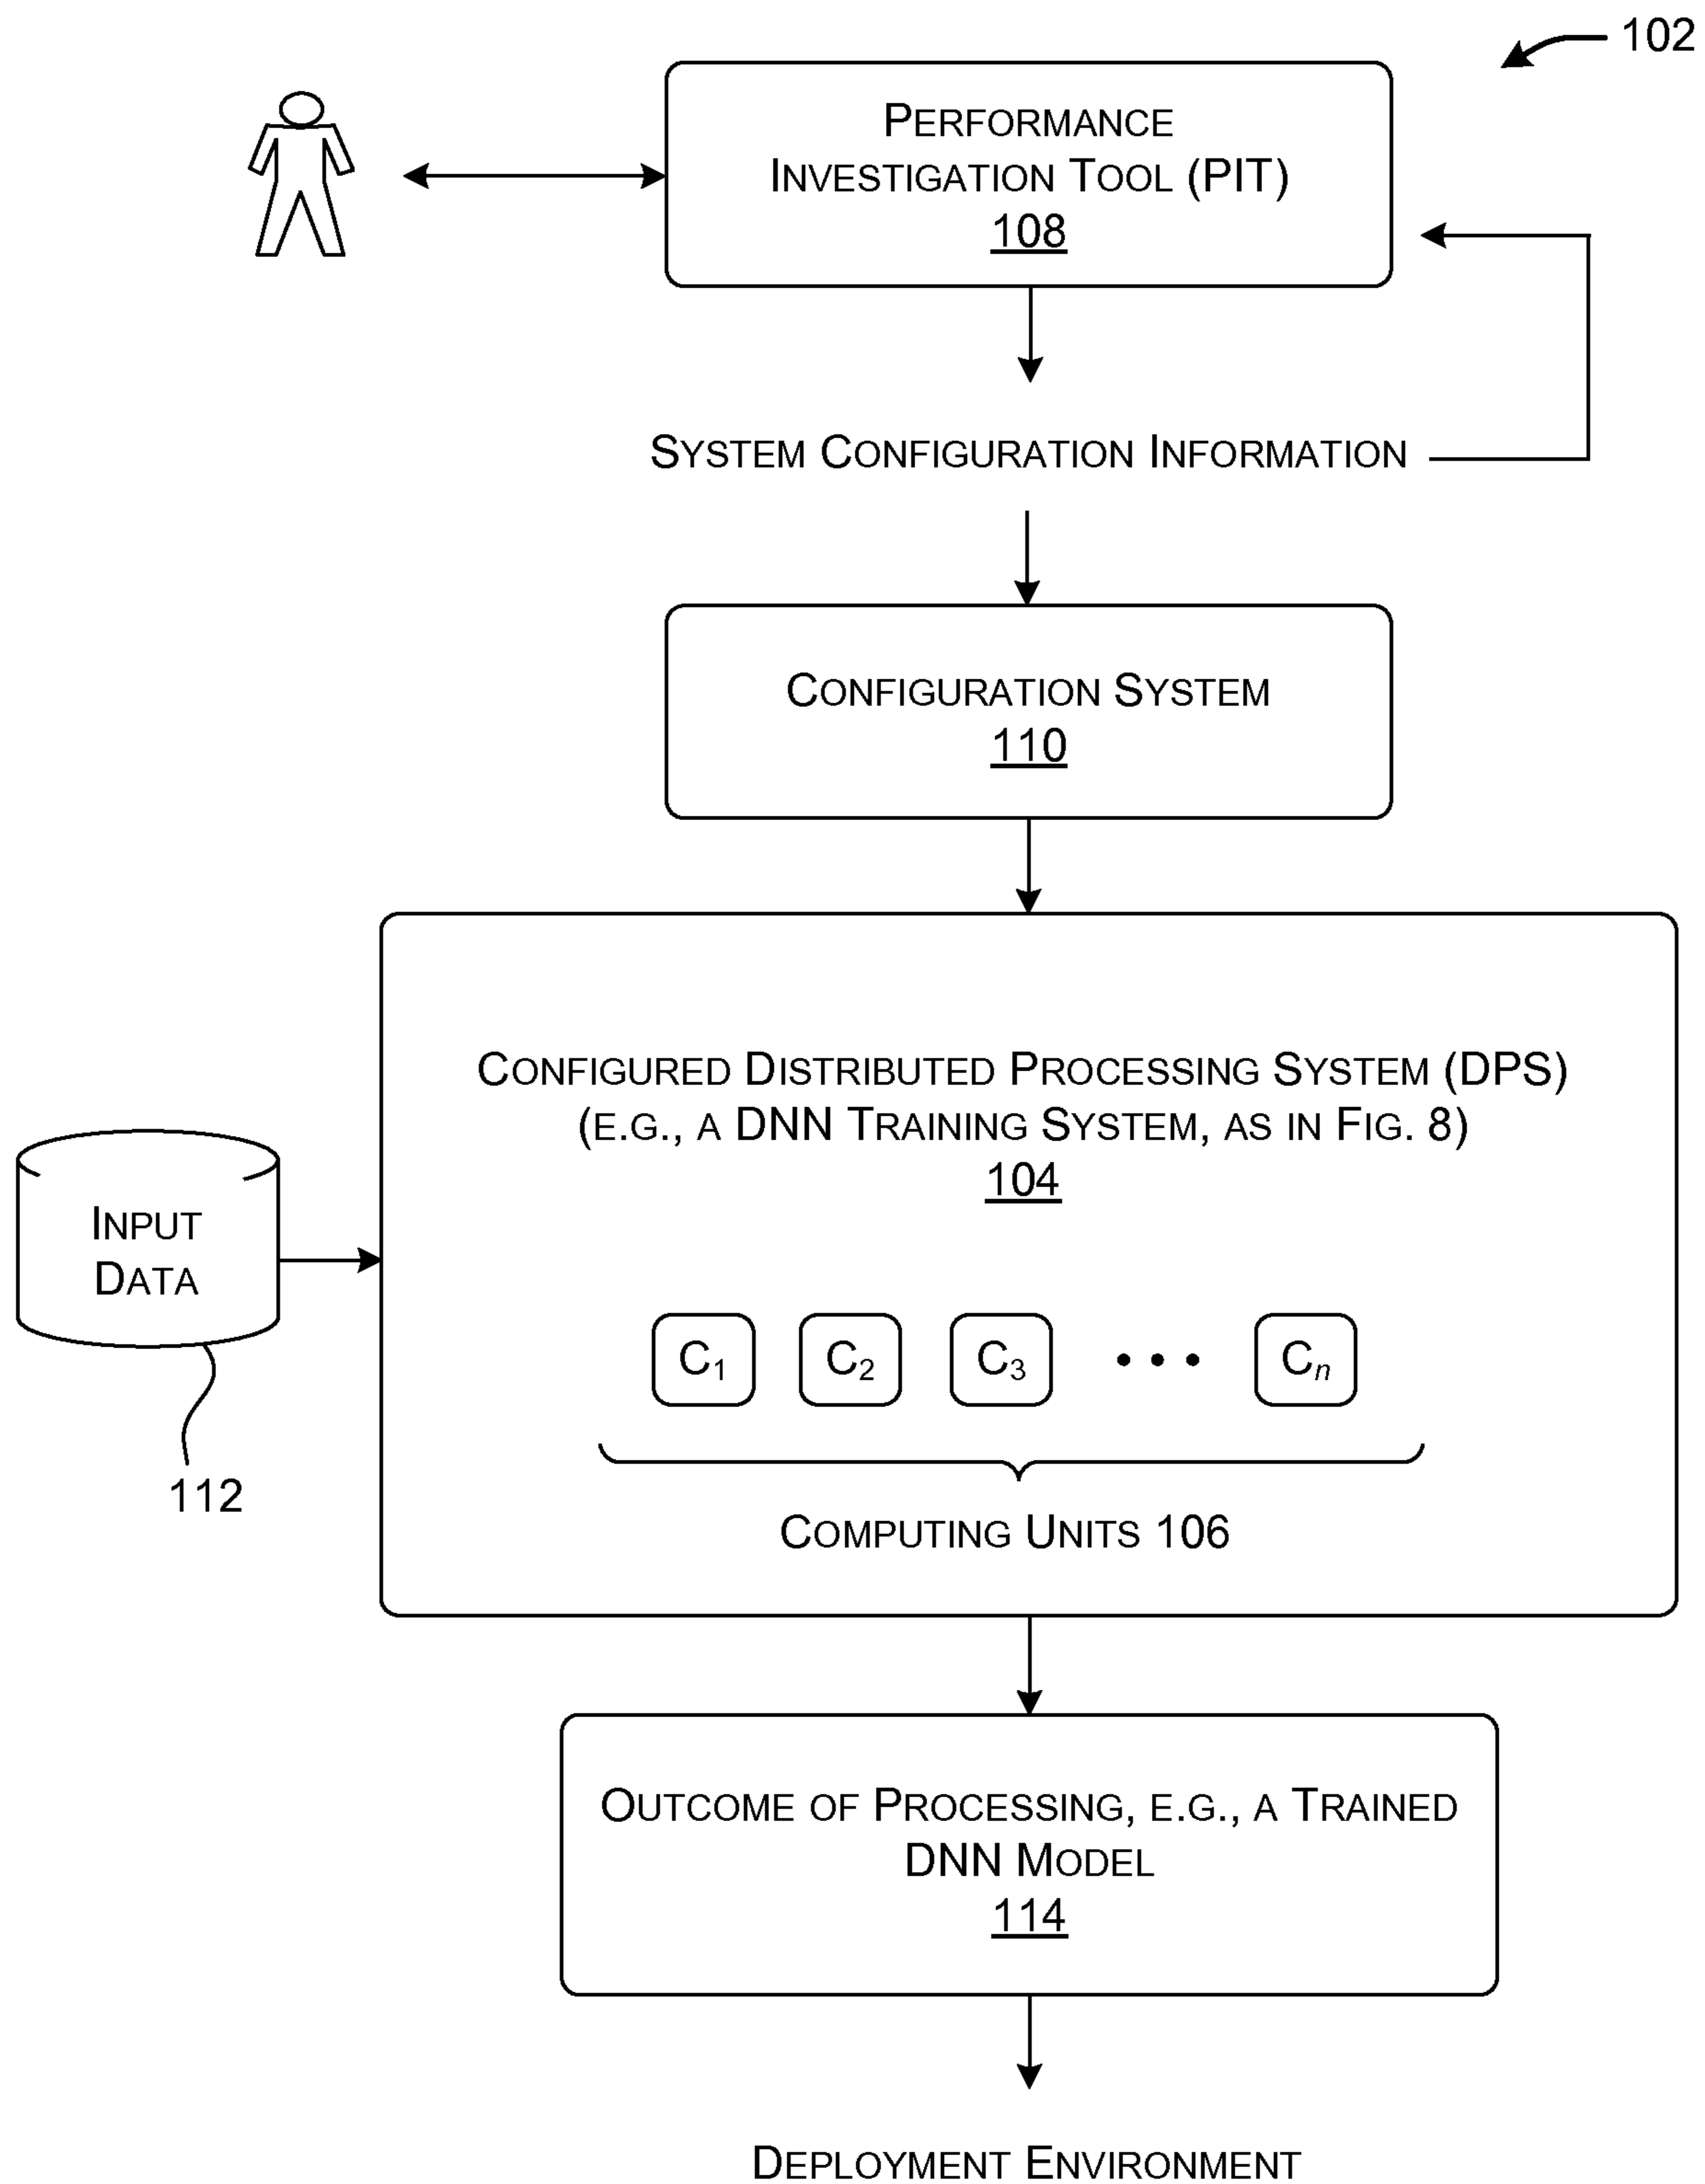 102
PERFORMANCE
INVESTIGATION TOOL (PIT)
108
SYSTEM CONFIGURATION INFORMATION
CONFIGURATION SYSTEM
110
CONFIGURED DISTRIBUTED PROCESSING SYSTEM (DPS)
(E.G., A DNN TRAINING SYSTEM, AS IN FIG. 8)
104
INPUT
DATA
112
C1 C2 C3 • • • Cn
COMPUTING UNITS 106
OUTCOME OF PROCESSING, E.G., A TRAINED
DNN MODEL
114
DEPLOYMENT ENVIRONMENT